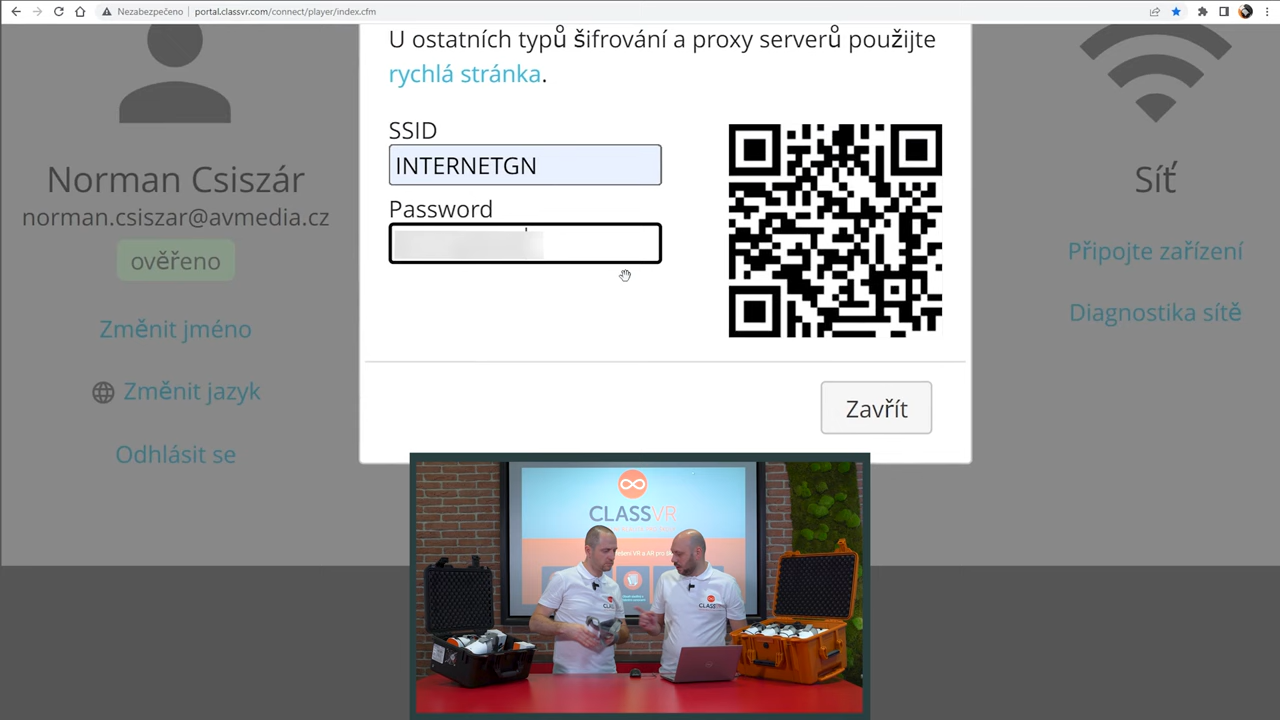 Nezabezpečeno
portal.classvr.com/connect/player/index.cfm
U ostatních typů šifrování a proxy serverů použijte
rychlá stránka.
SSID
INTERNETGN
Password
Norman Csiszár
norman.csiszar@avmedia.cz
ověřeno
Změnit jméno
Změnit jazyk
Odhlásit se
Síť
Připojte zařízení
Diagnostika sítě
Zavřít
CLASSVR